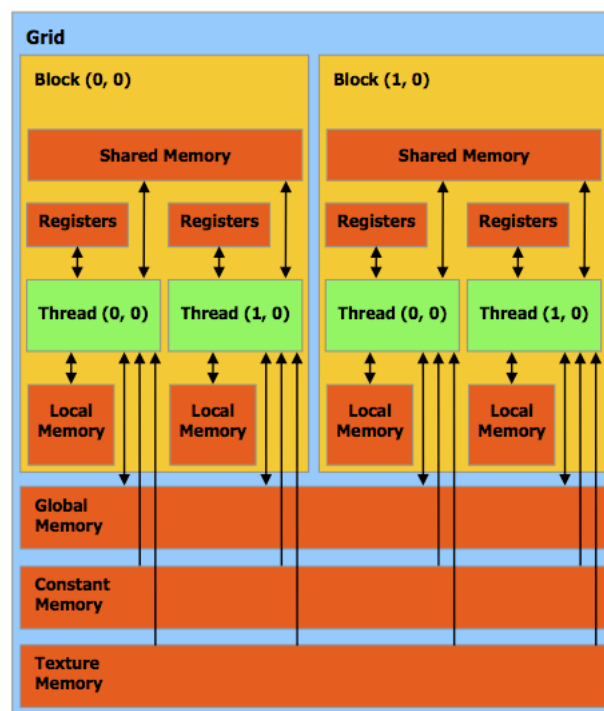 Grid
Block (0, 0)
Block (1, 0)
Shared Memory
Shared Memory
Registers
Registers
Registers
Registers
Thread (0, 0)
Thread (1, 0)
Thread (0, 0)
Thread (1, 0)
Local
Memory
Local
Memory
Local
Memory
Local
Memory
Global
Memory
Constant
Memory
Texture
Memory